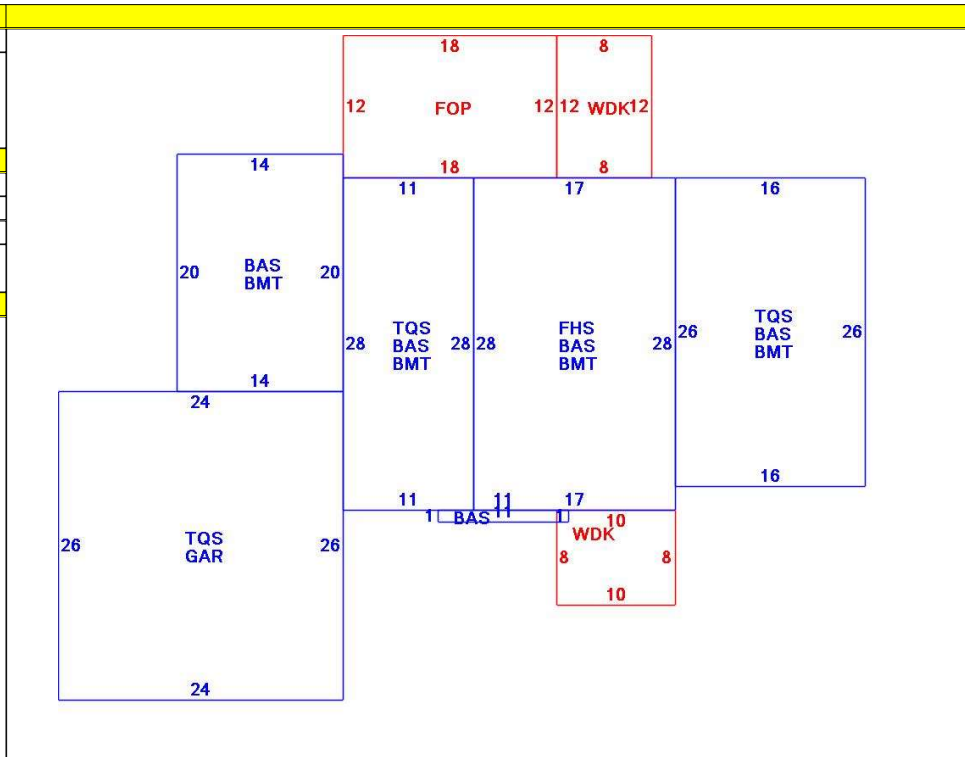 18 8
12 FOP 12 12 WDK 12
18 8
14 11 17 16
20 BAS 20
BMT
14
28 TQS 28
BAS
BMT
28 FHS 28
BAS
BMT
26 TQS 26
BAS
BMT
16
24
11 11 17
1 BAS 11 1
10
WDK
8 8
10
26 TQS 26
GAR
24